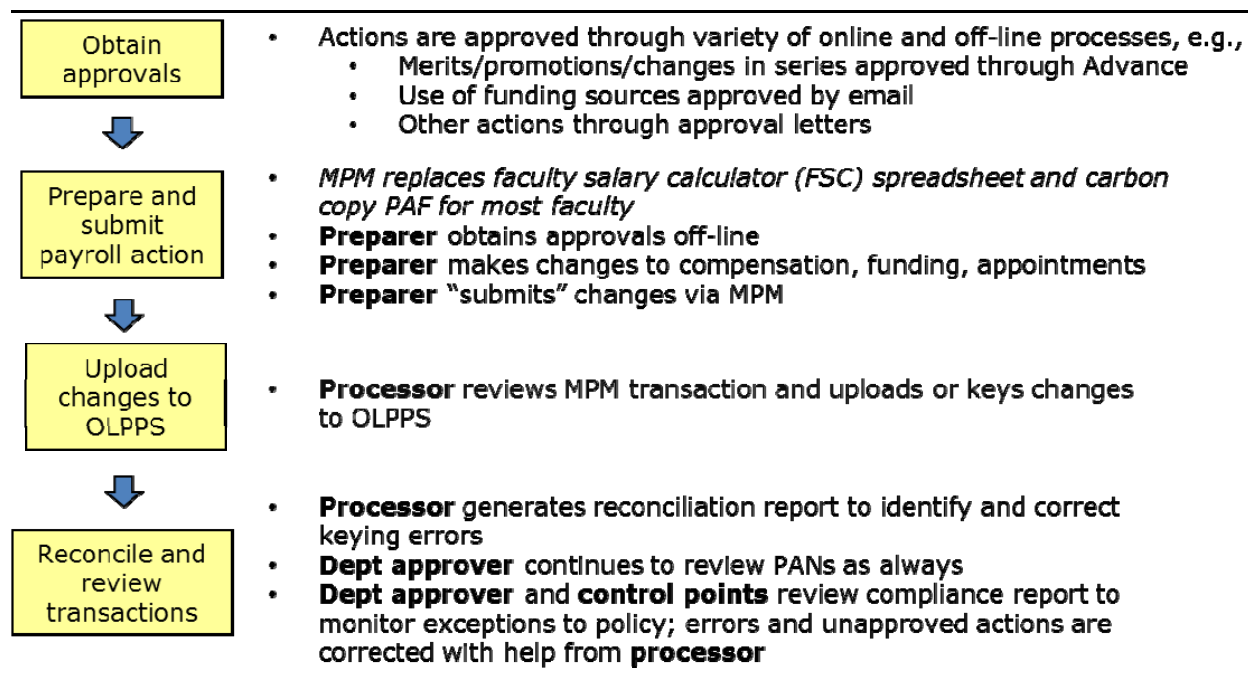 Obtain
approvals
• Actions are approved through variety of online and off-line processes, e.g.,
• Merits/promotions/changes in series approved through Advance
• Use of funding sources approved by email
• Other actions through approval letters
Prepare and
submit
payroll action
• MPM replaces faculty salary calculator (FSC) spreadsheet and carbon
copy PAF for most faculty
• Preparer obtains approvals off-line
• Preparer makes changes to compensation, funding, appointments
• Preparer “submits” changes via MPM
Upload
changes to
OLPPS
• Processor reviews MPM transaction and uploads or keys changes
to OLPPS
Reconcile and
review
transactions
• Processor generates reconciliation report to identify and correct
keying errors
• Dept approver continues to review PANs as always
• Dept approver and control points review compliance report to
monitor exceptions to policy; errors and unapproved actions are
corrected with help from processor